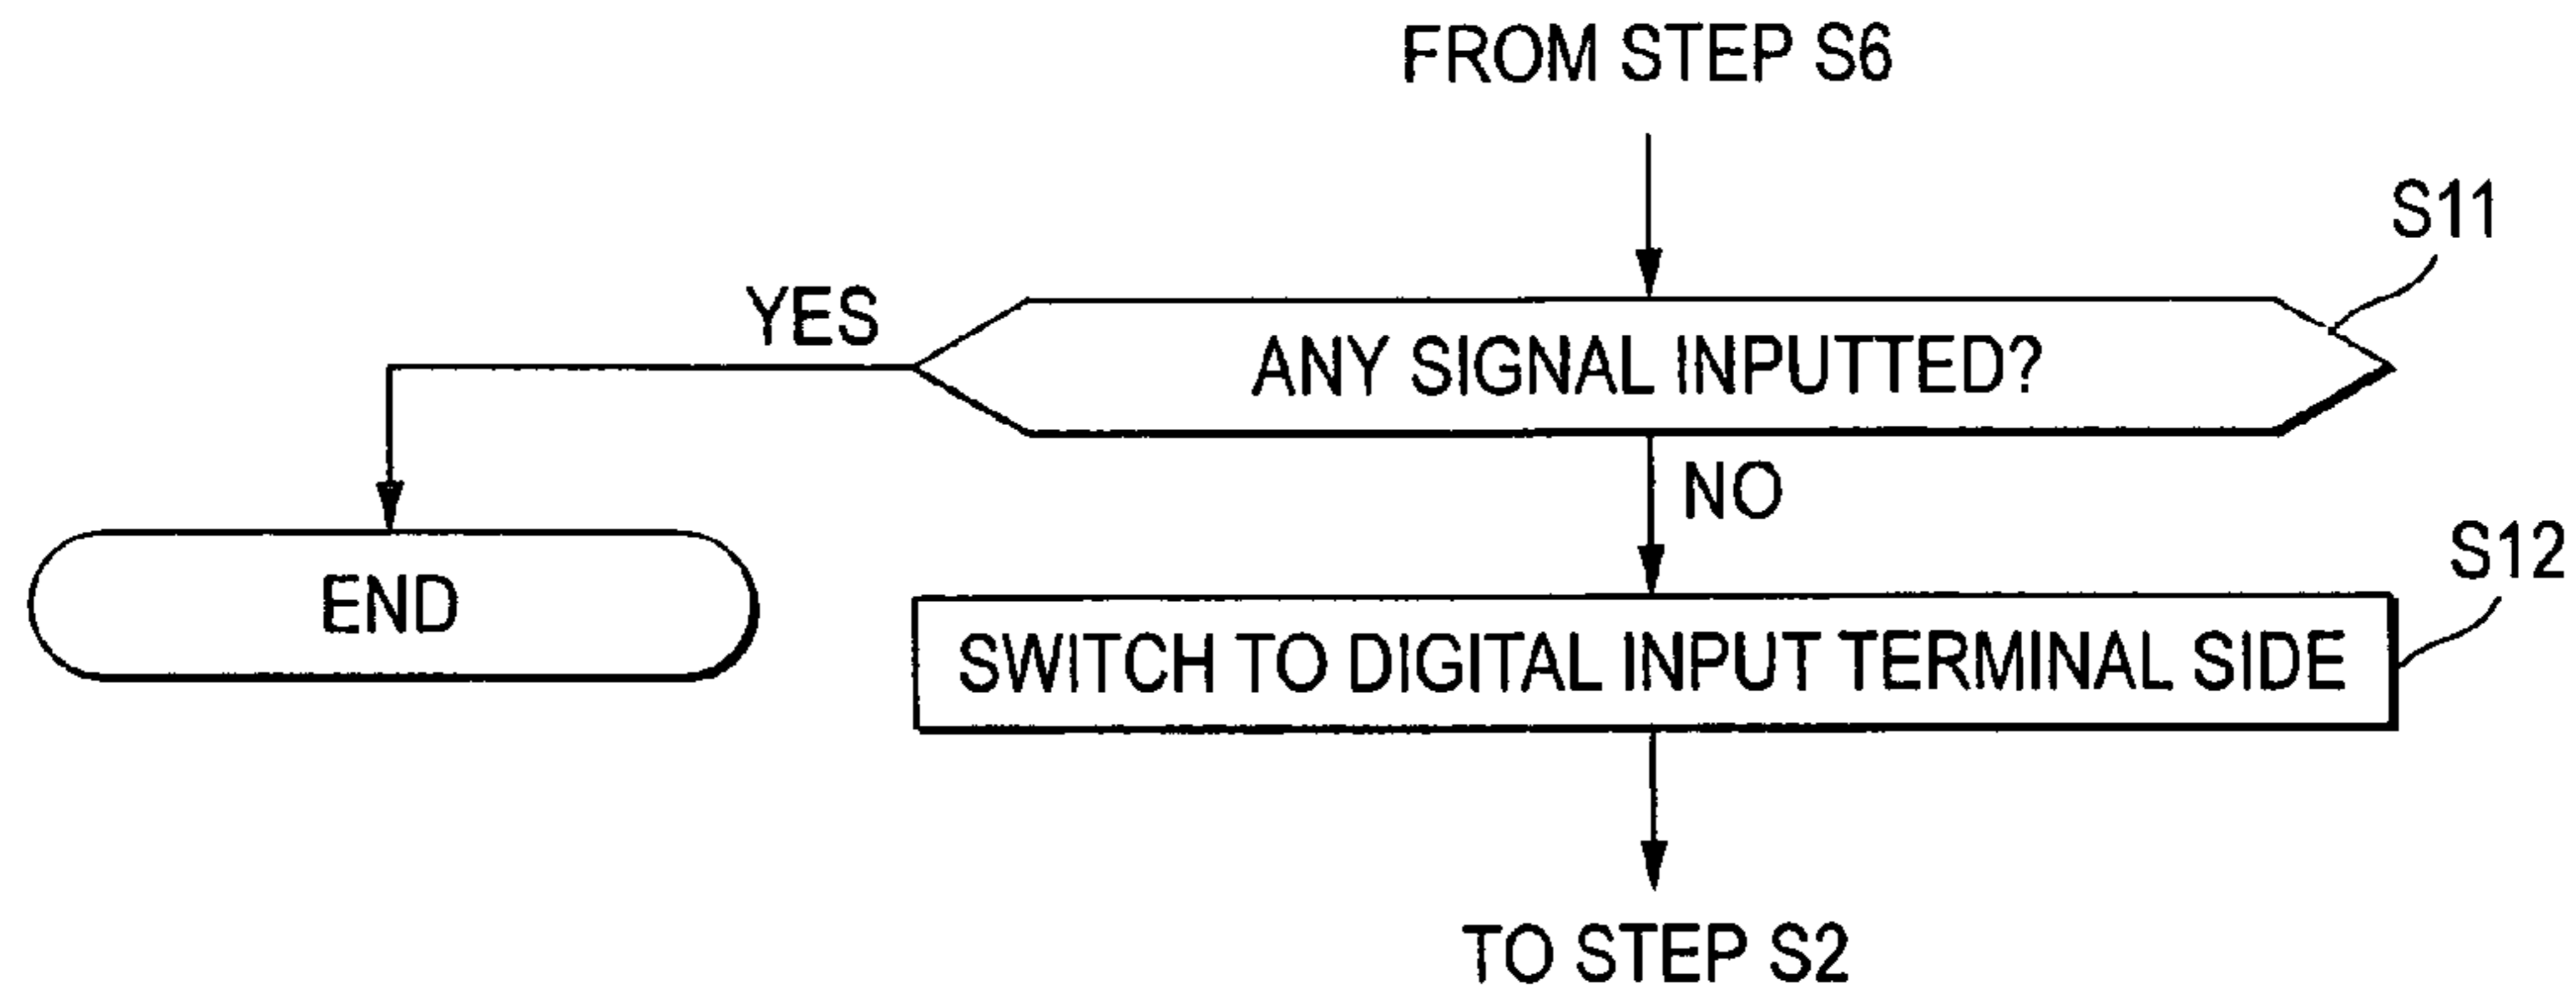 FROM STEP S6
S11
YES
ANY SIGNAL INPUTTED?
NO
END
S12
SWITCH TO DIGITAL INPUT TERMINAL SIDE
TO STEP S2